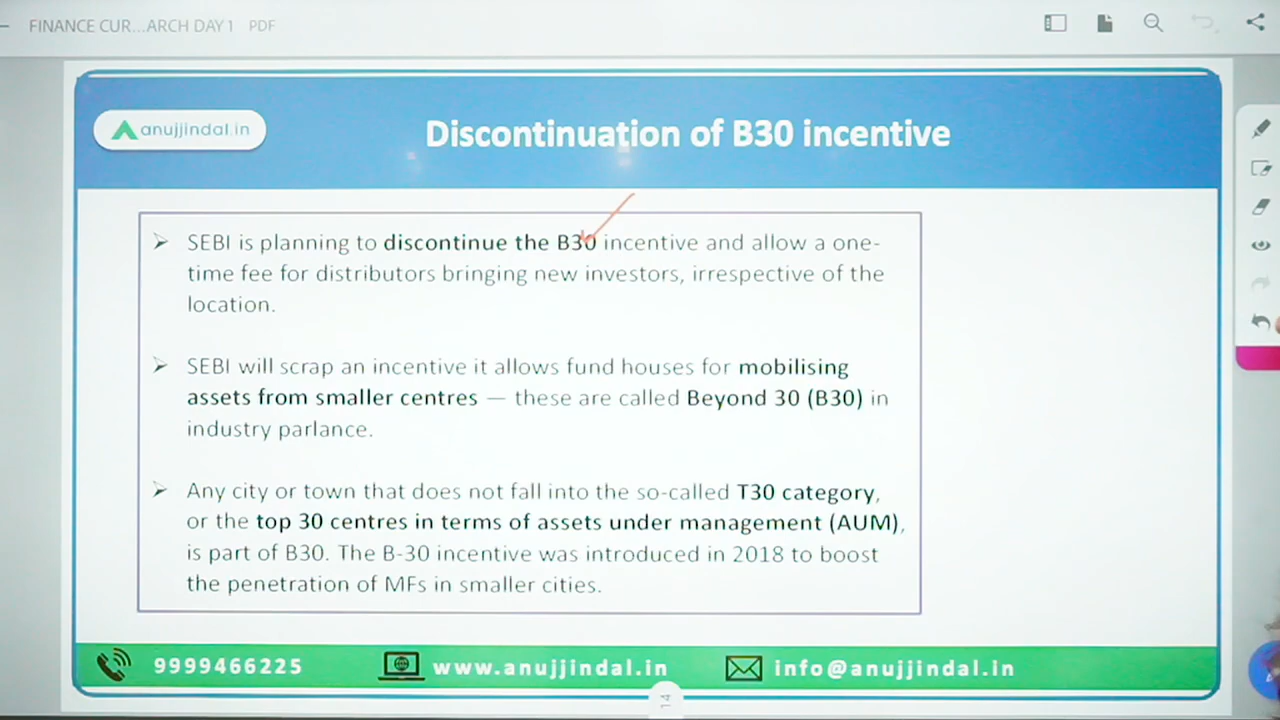 FINANCE CUR...ARCH DAY 1 PDF
anujjindal.in
Discontinuation of B30 incentive
➢ SEBI is planning to discontinue the B30 incentive and allow a one-
time fee for distributors bringing new investors, irrespective of the
location.
➢ SEBI will scrap an incentive it allows fund houses for mobilising
assets from smaller centres — these are called Beyond 30 (B30) in
industry parlance.
➢ Any city or town that does not fall into the so-called T30 category,
or the top 30 centres in terms of assets under management (AUM),
is part of B30. The B-30 incentive was introduced in 2018 to boost
the penetration of MFs in smaller cities.
9999466225 www.anujjindal.in info@anujjindal.in
14